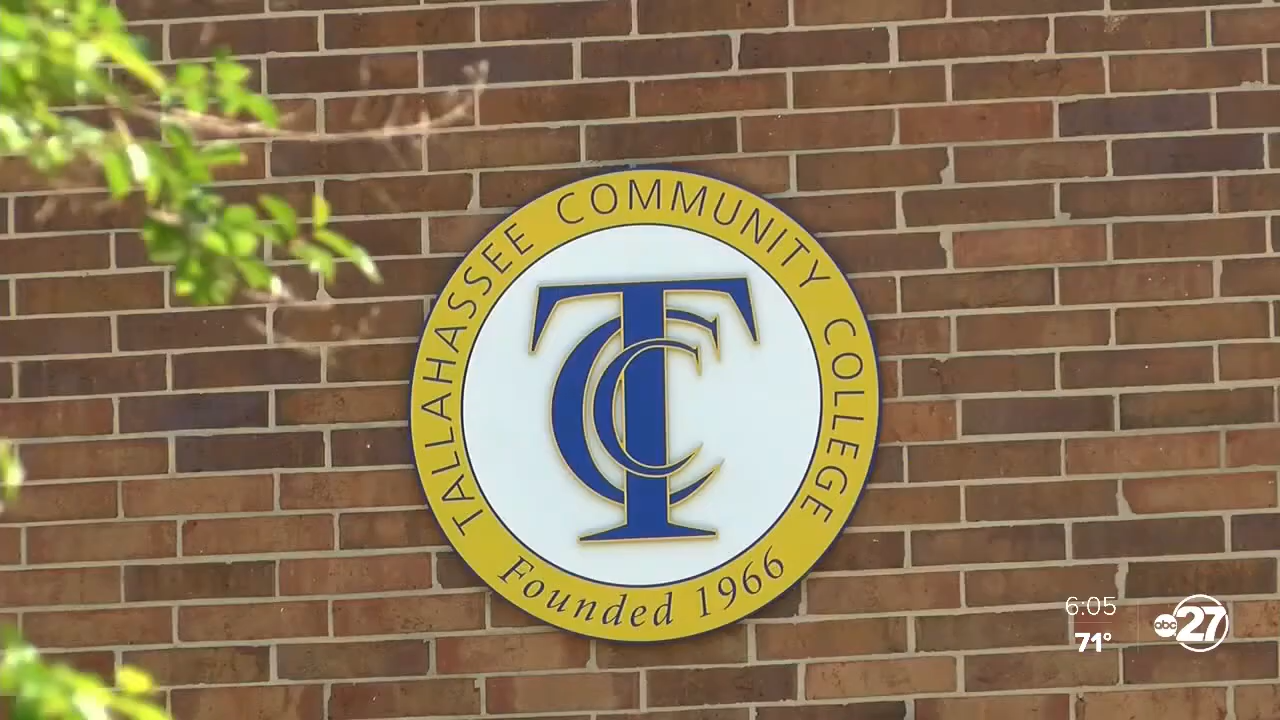 TALLAHASSEE COMMUNITY COLLEGE
TCC
Founded 1966
6:05
71°
abc 27